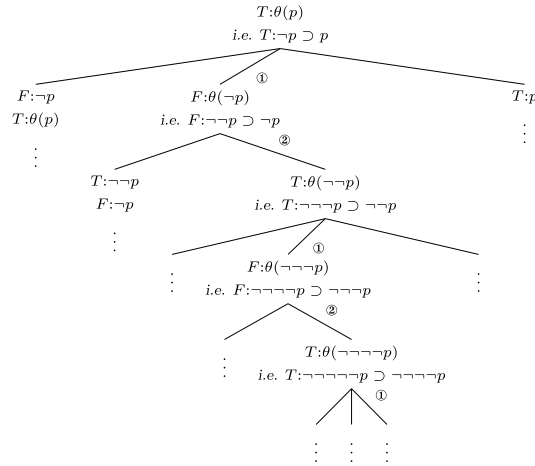 T:θ(p)
i.e. T:¬p ⊃ p
①
F:¬p
T:θ(p)
⋮
F:θ(¬p)
i.e. F:¬¬p ⊃ ¬p
T:p
⋮
②
T:¬¬p
F:¬p
⋮
T:θ(¬¬p)
i.e. T:¬¬¬p ⊃ ¬¬p
①
⋮
F:θ(¬¬¬p)
i.e. F:¬¬¬¬p ⊃ ¬¬¬p
⋮
②
⋮
T:θ(¬¬¬¬p)
i.e. T:¬¬¬¬¬p ⊃ ¬¬¬¬p
①
⋮ ⋮ ⋮